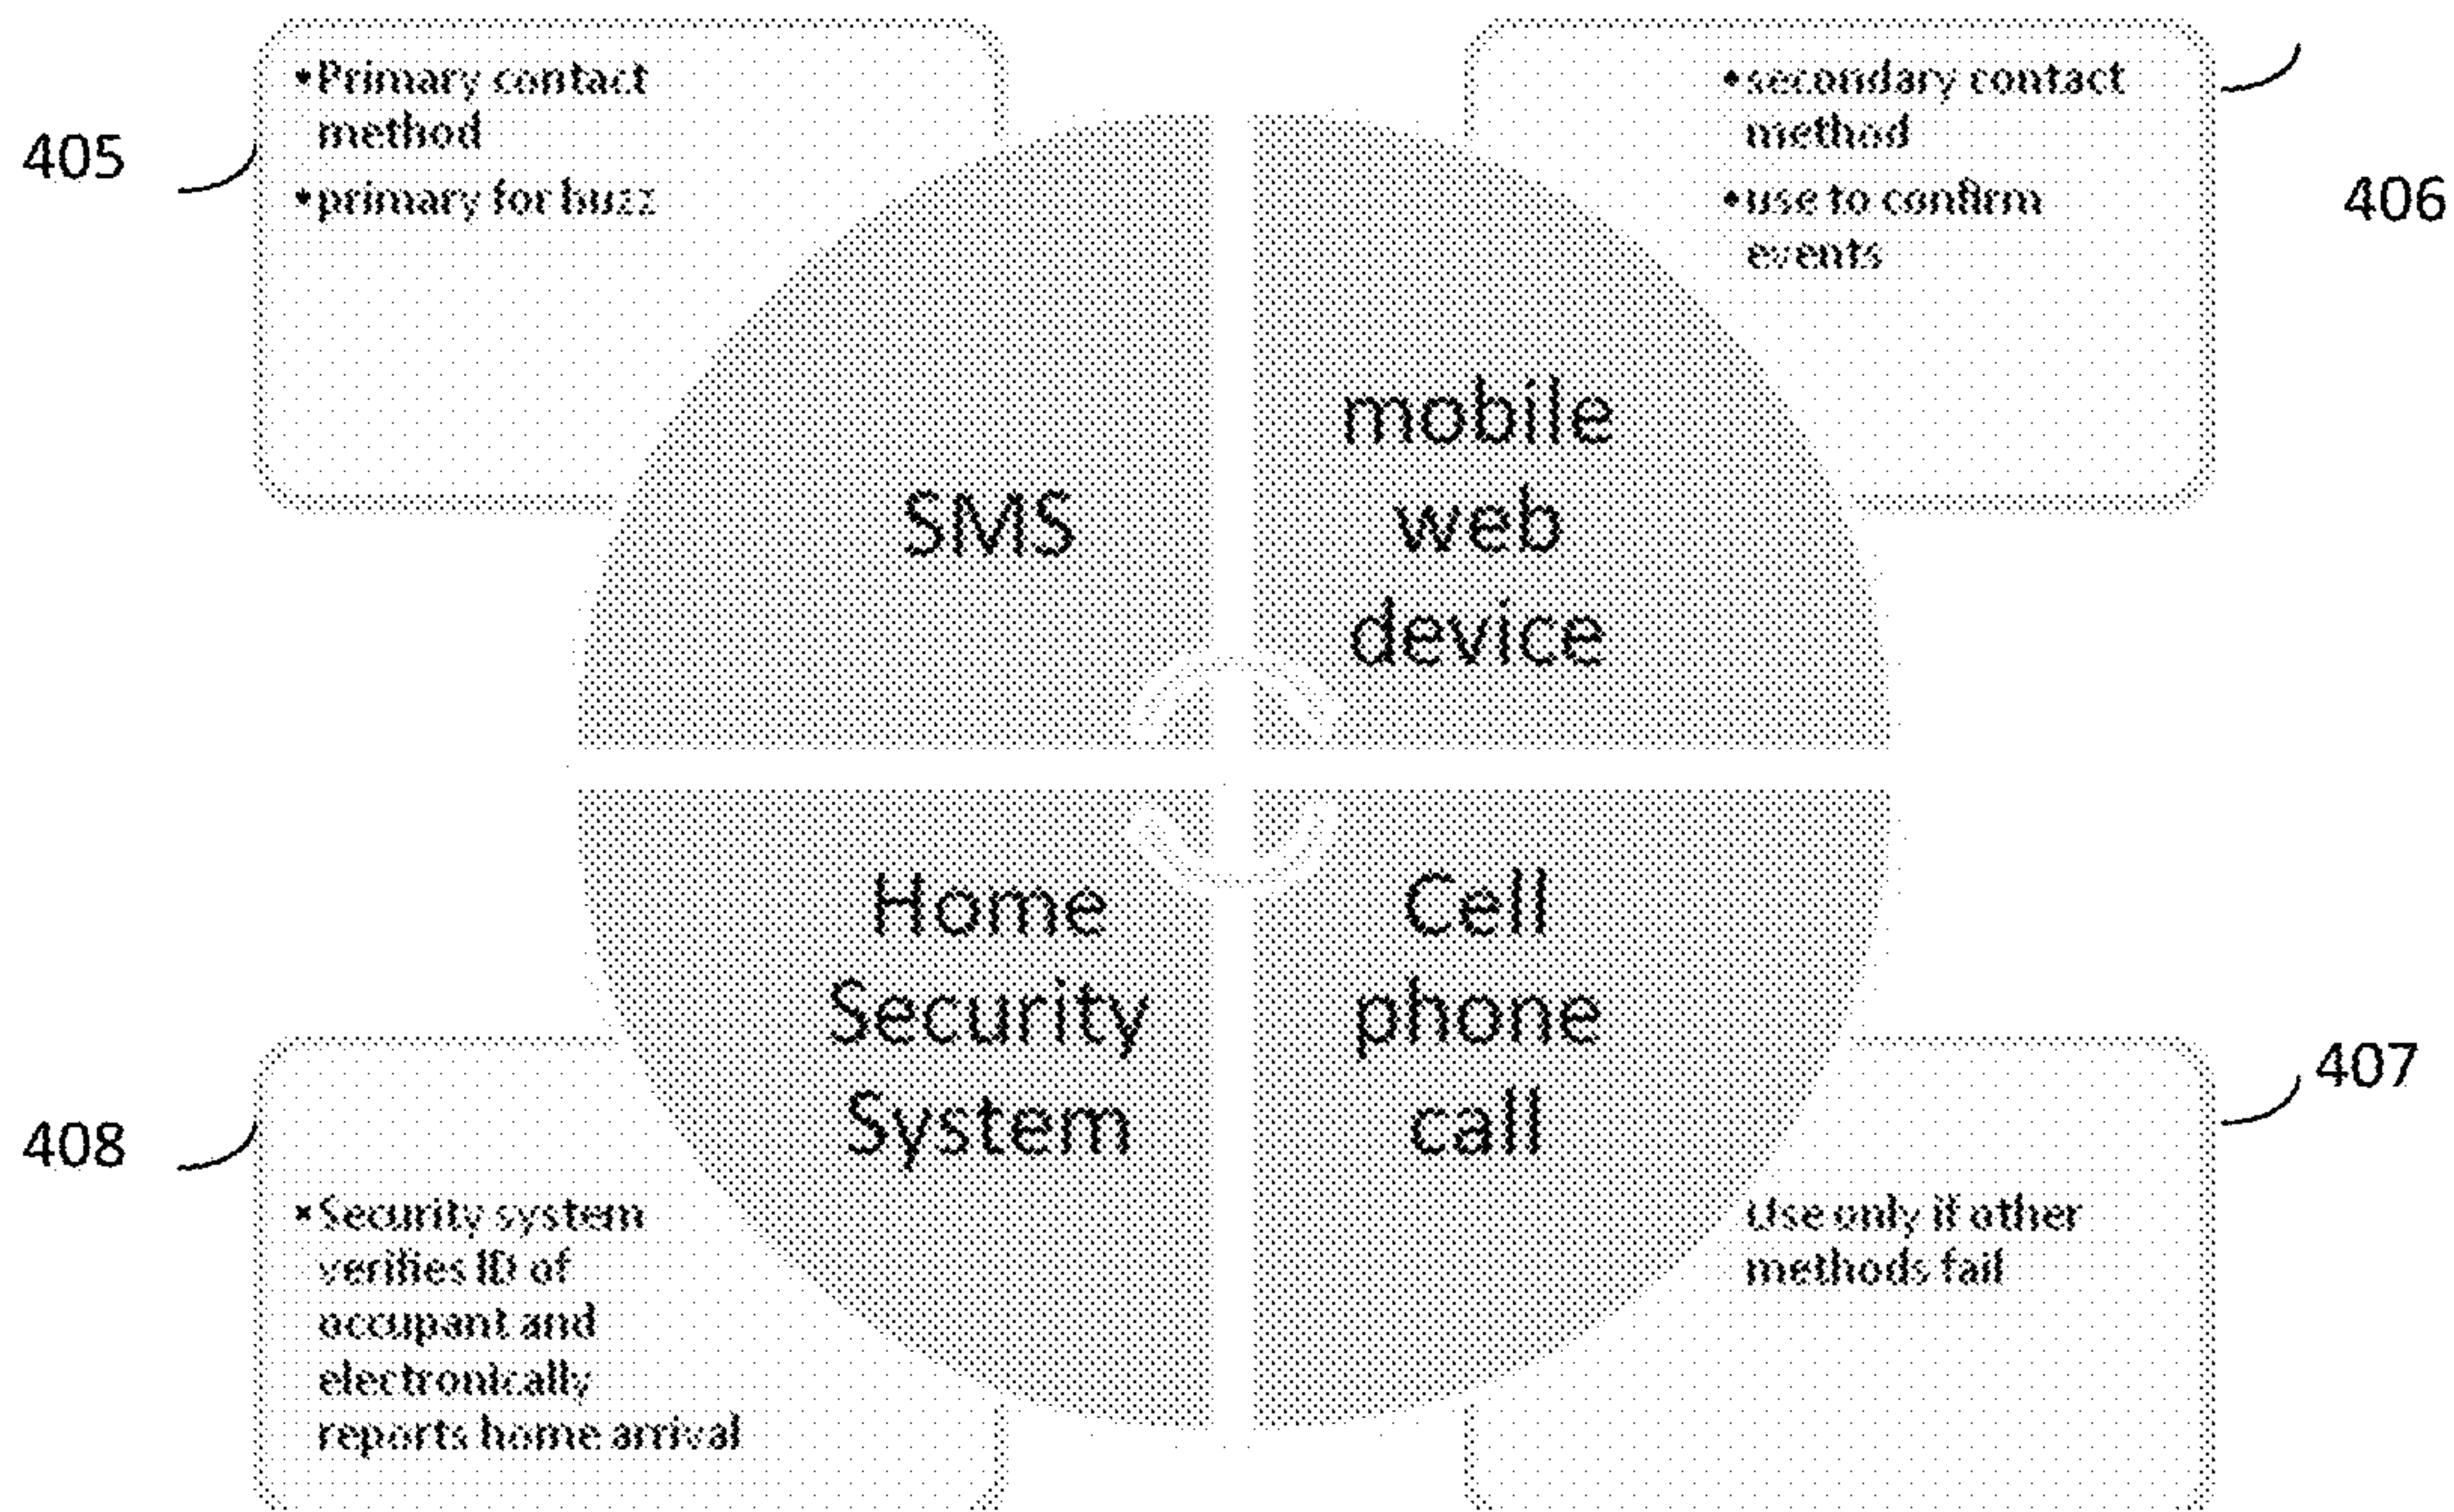 405
•Primary contact
method
•primary for buzz
406
•secondary contact
method
•use to confirm
events
SMS
mobile
web
device
Home
Security
System
Cell
phone
call
408
•Security system
verifies ID of
occupant and
electronically
reports home arrival
407
Use only if other
methods fail